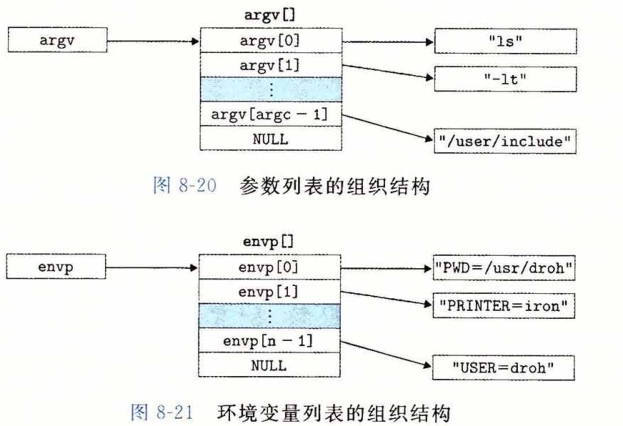 argv[]
argv
argv[0]
"ls"
argv[1]
"-lt"
⋮
argv[argc - 1]
NULL
"/user/include"
图 8-20 参数列表的组织结构
envp[]
envp
envp[0]
"PWD=/usr/droh"
envp[1]
"PRINTER=iron"
⋮
envp[n - 1]
NULL
"USER=droh"
图 8-21 环境变量列表的组织结构